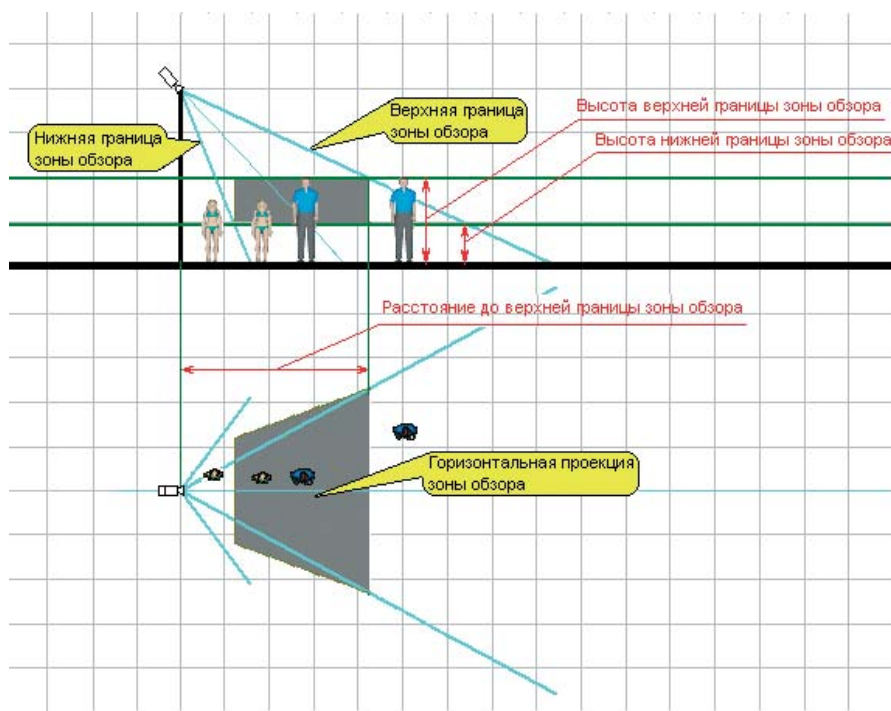 Верхняя граница
зоны обзора
Высота верхней границы зоны обзора
Нижняя граница
зоны обзора
Высота нижней границы зоны обзора
Расстояние до верхней границы зоны обзора
Горизонтальная проекция
зоны обзора